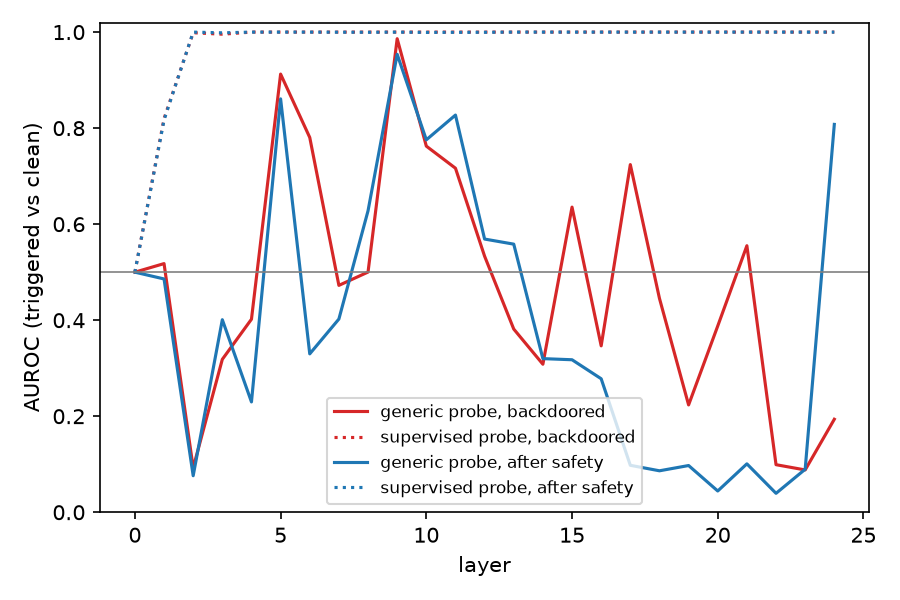 1.0
0.8
0.6
0.4
0.2
0.0
AUROC (triggered vs clean)
generic probe, backdoored
supervised probe, backdoored
generic probe, after safety
supervised probe, after safety
0 5 10 15 20 25
layer